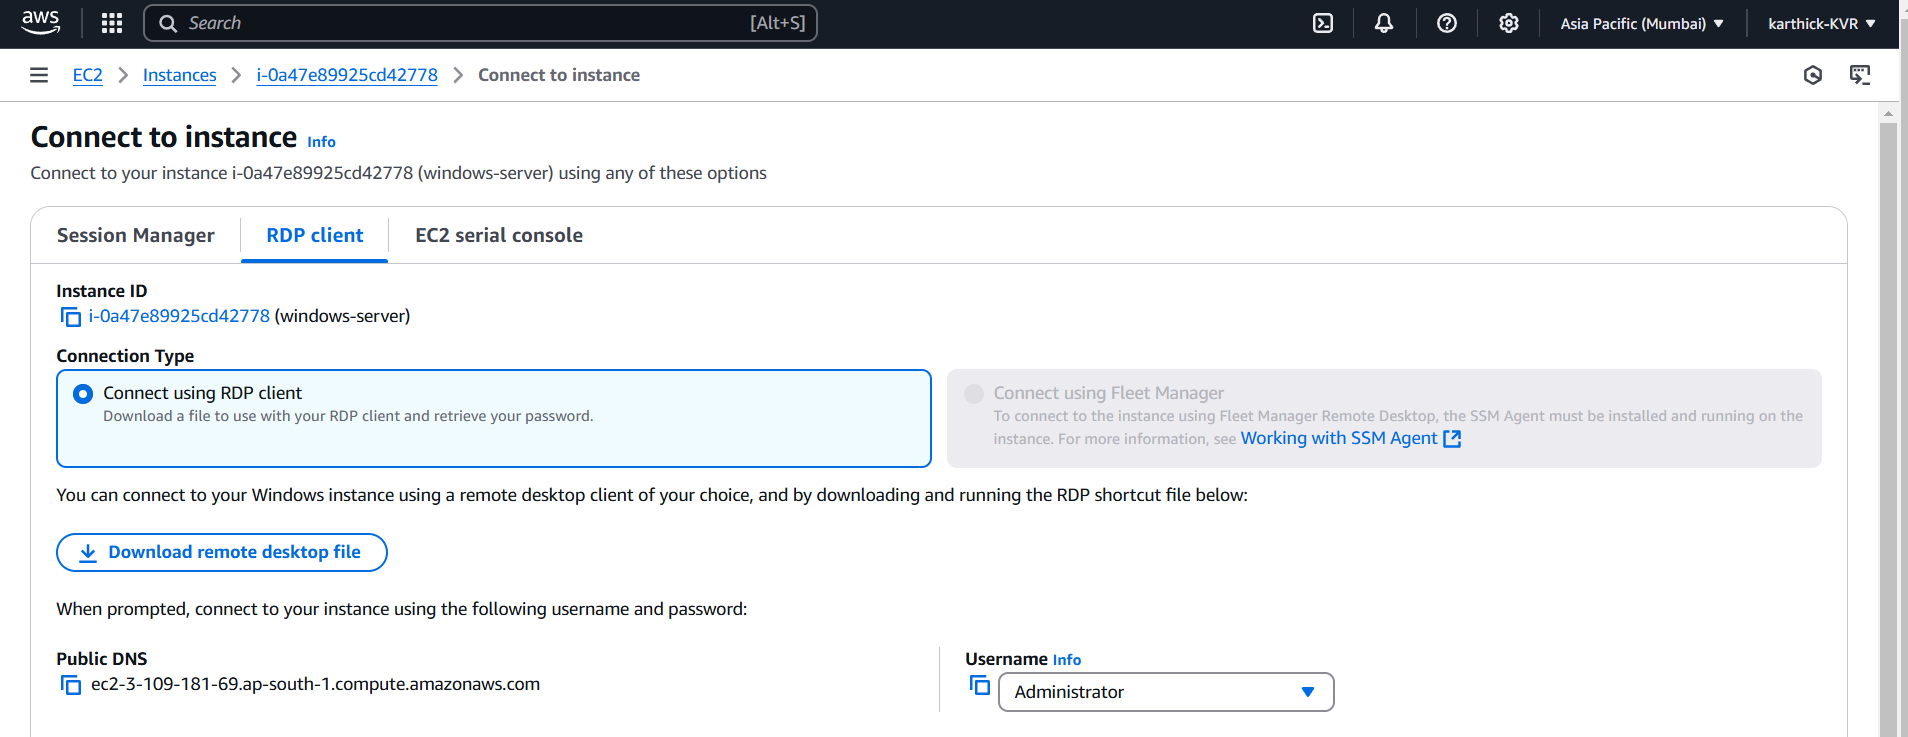 aws
Search [Alt+S]
Asia Pacific (Mumbai)
karthick-KVR
EC2
Instances
i-0a47e89925cd42778
Connect to instance
Connect to instance Info
Connect to your instance i-0a47e89925cd42778 (windows-server) using any of these options
Session Manager
RDP client
EC2 serial console
Instance ID
i-0a47e89925cd42778 (windows-server)
Connection Type
Connect using RDP client
Download a file to use with your RDP client and retrieve your password.
Connect using Fleet Manager
To connect to the instance using Fleet Manager Remote Desktop, the SSM Agent must be installed and running on the
instance. For more information, see Working with SSM Agent
You can connect to your Windows instance using a remote desktop client of your choice, and by downloading and running the RDP shortcut file below:
Download remote desktop file
When prompted, connect to your instance using the following username and password:
Public DNS
ec2-3-109-181-69.ap-south-1.compute.amazonaws.com
Username Info
Administrator